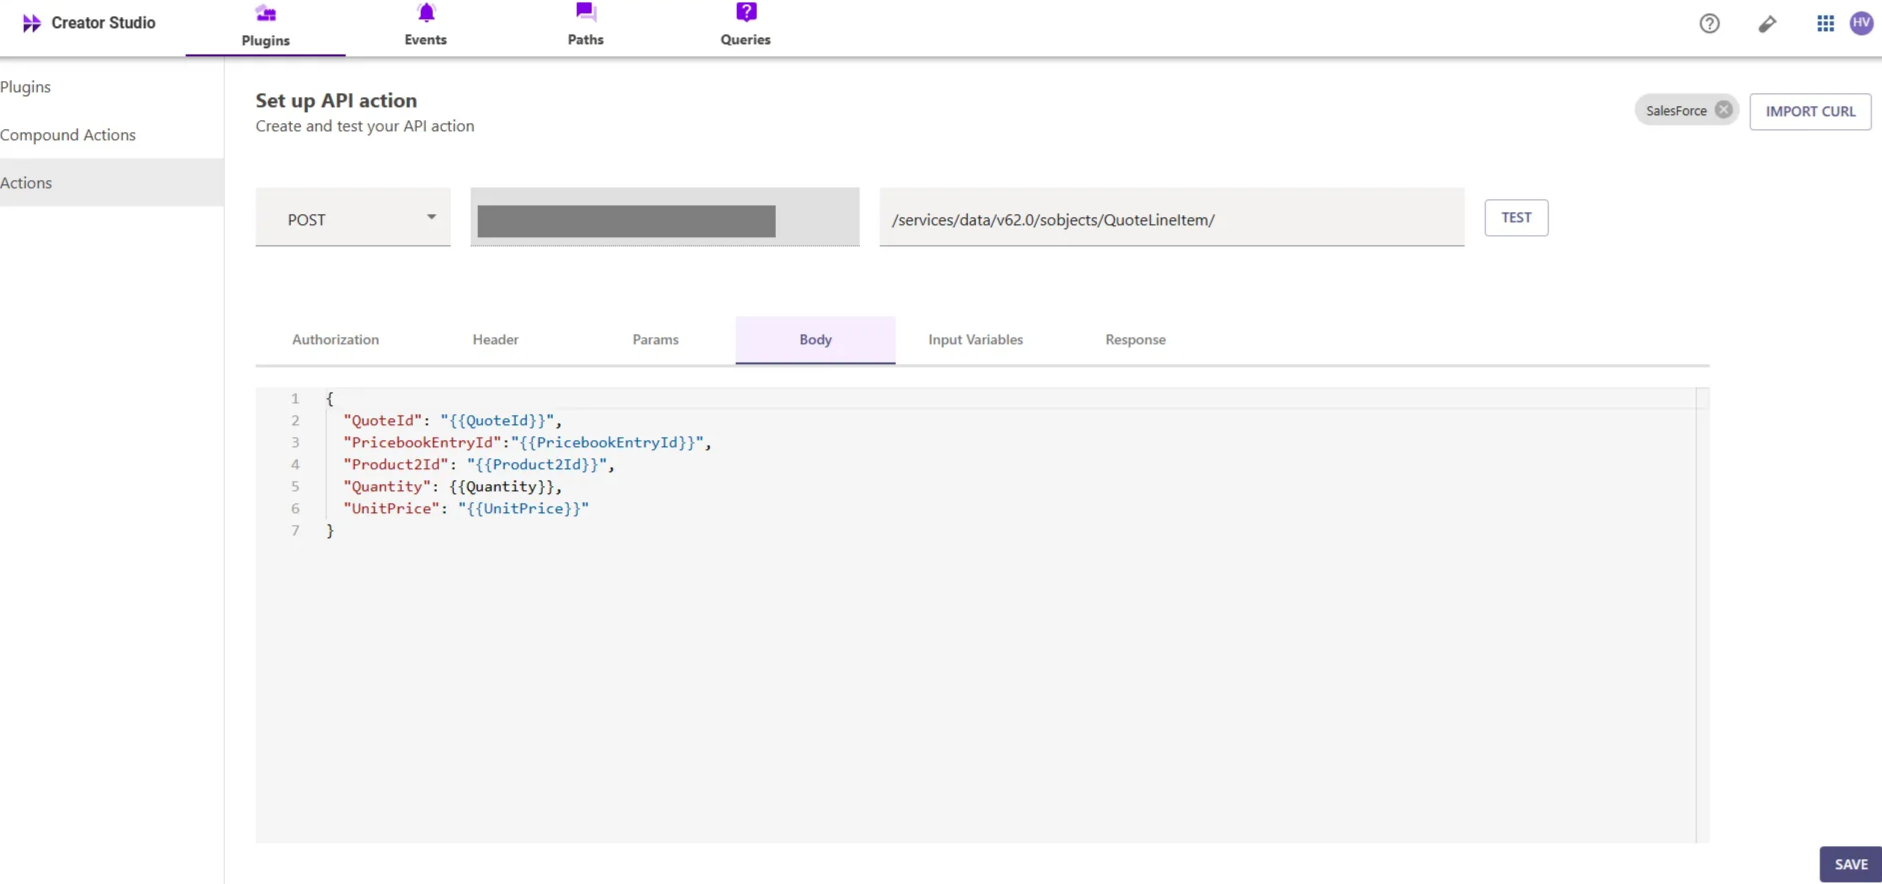 Creator Studio
Plugins
Events
Paths
Queries
HV
Plugins
Compound Actions
Actions
Set up API action
Create and test your API action
SalesForce
IMPORT CURL
POST
/services/data/v62.0/sobjects/QuoteLineItem/
TEST
Authorization
Header
Params
Body
Input Variables
Response
1 {
2 "QuoteId": "{{QuoteId}}",
3 "PricebookEntryId":"{{PricebookEntryId}}",
4 "Product2Id": "{{Product2Id}}",
5 "Quantity": {{Quantity}},
6 "UnitPrice": "{{UnitPrice}}"
7 }
SAVE